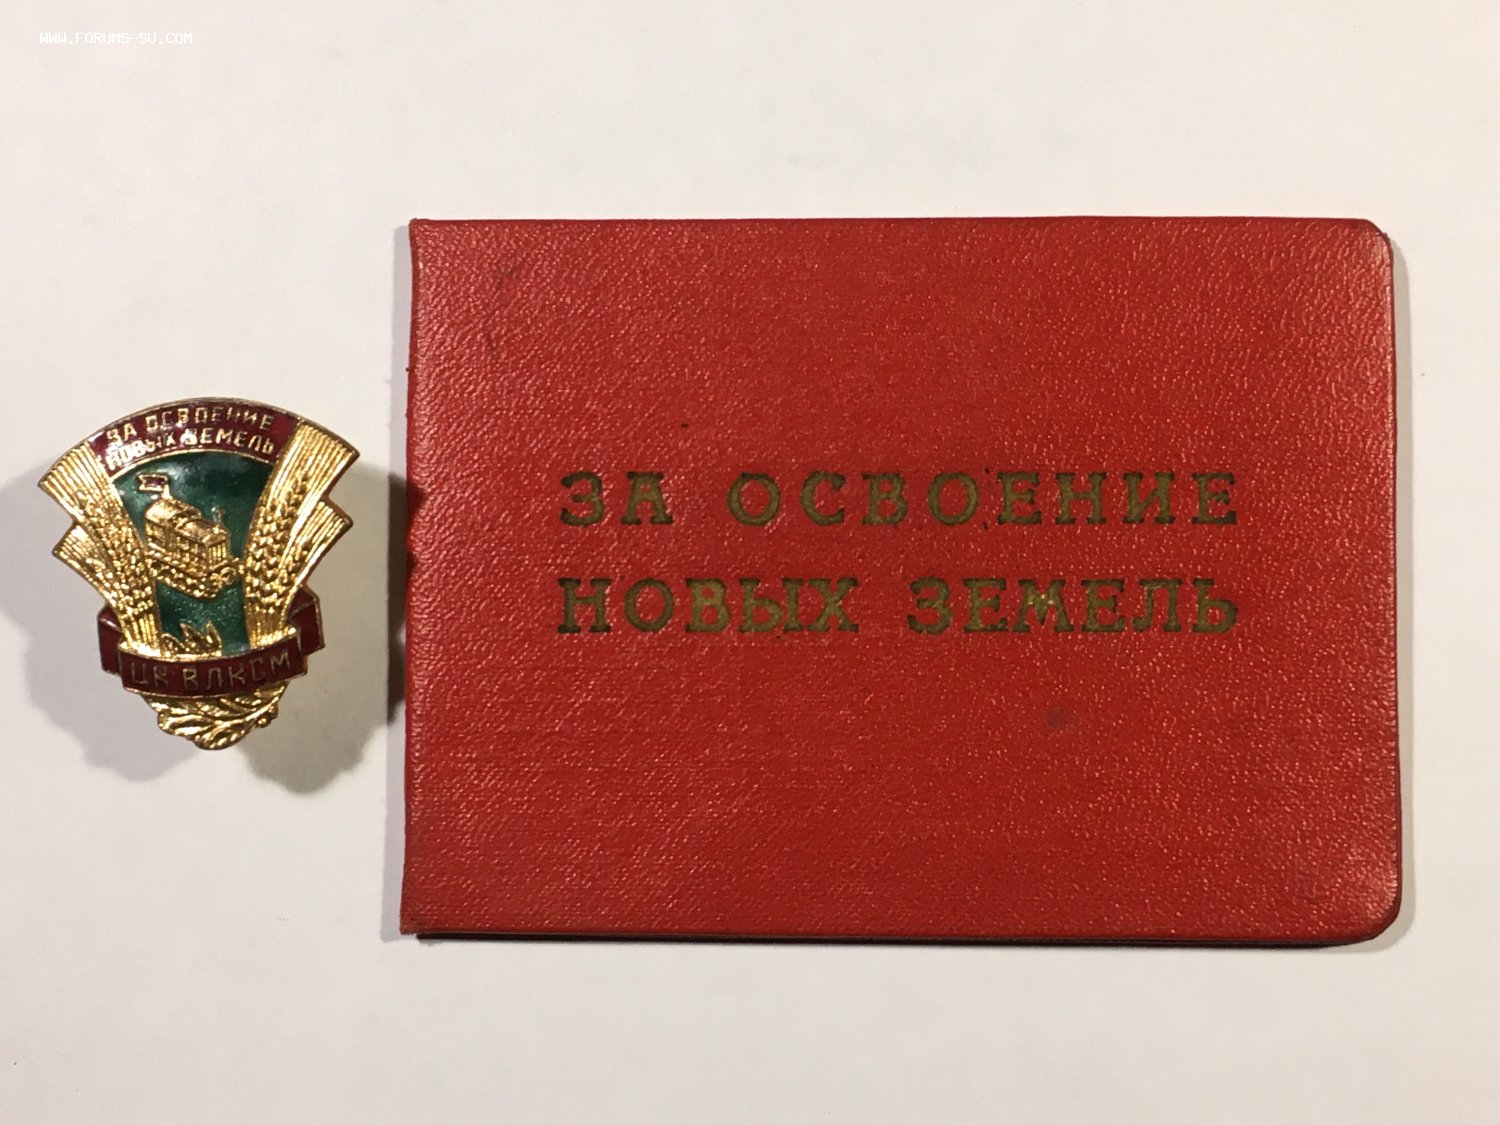 WWW.FORUMS-SU.COM
ЗА ОСВОЕНИЕ
НОВЫХ ЗЕМЕЛЬ
ЦК ВЛКСМ
ЗА ОСВОЕНИЕ
НОВЫХ ЗЕМЕЛЬ